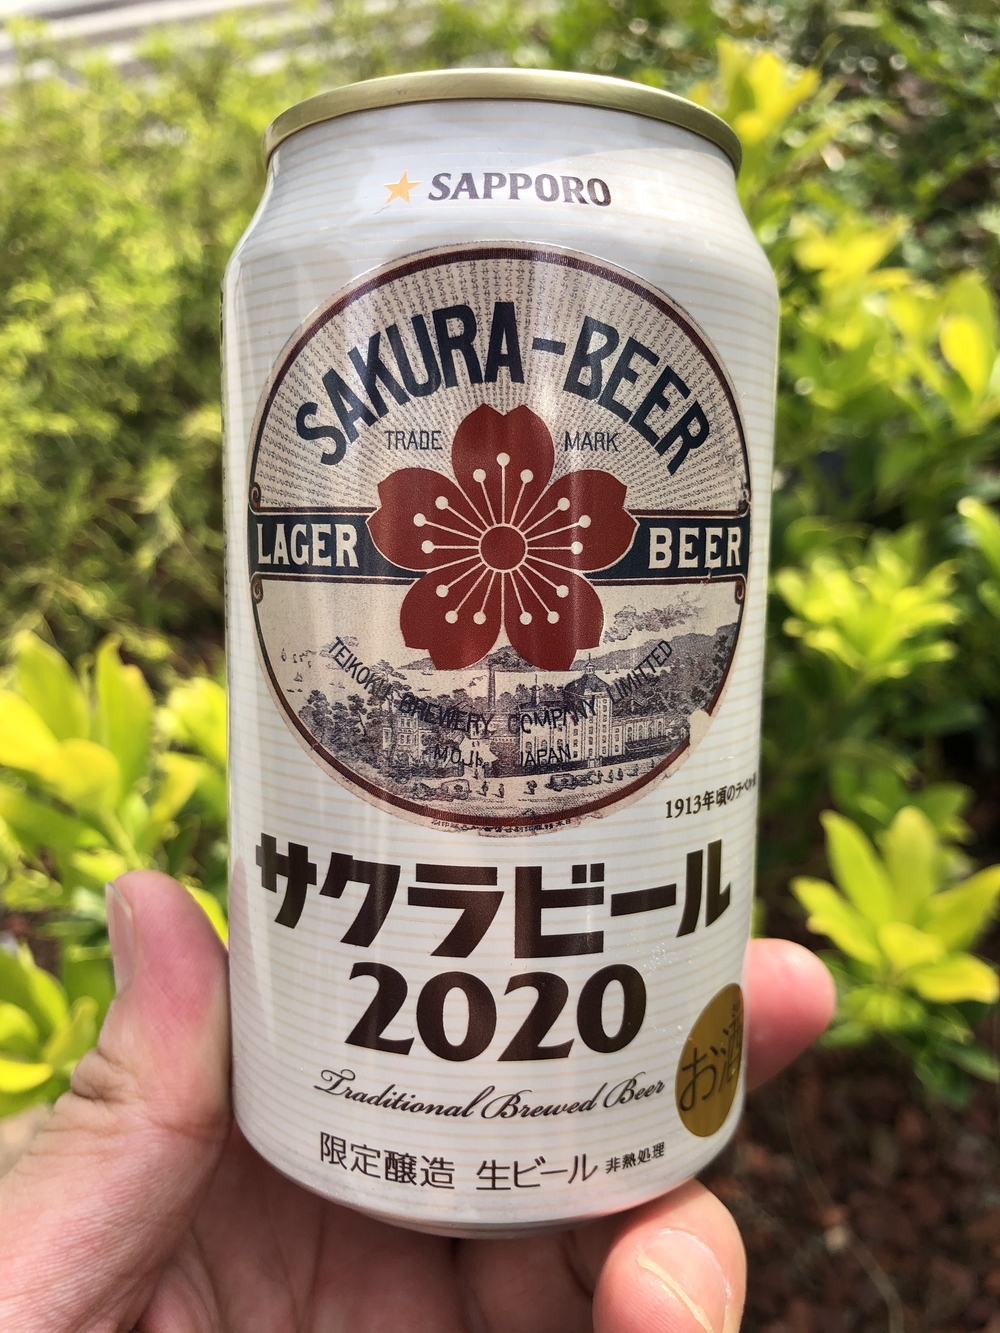 SAPPORO
SAKURA-BEER
TRADE MARK
LAGER BEER
TEIKOKU BREWERY COMPANY LIMITTED
MOJI, JAPAN
1913年頃のラベル
サクラビール
2020
Traditional Brewed Beer
お酒
限定醸造 生ビール 非熱処理